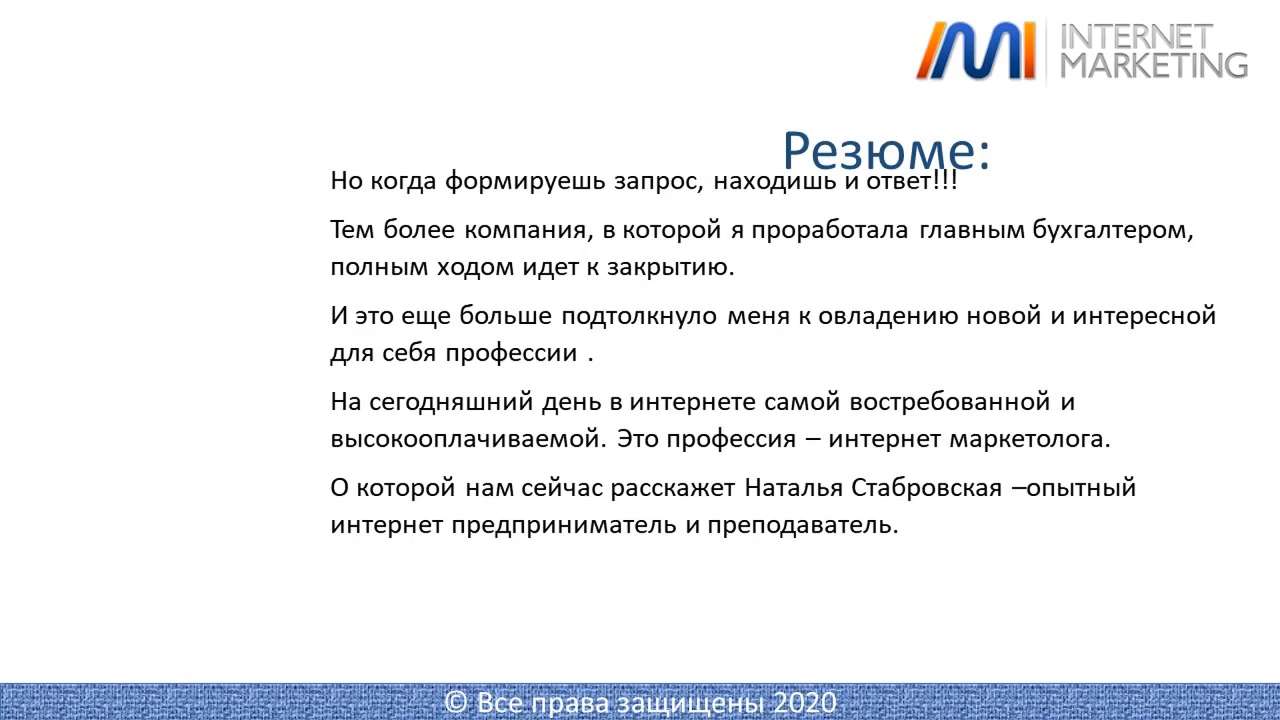 INTERNET
MARKETING
Резюме:
Но когда формируешь запрос, находишь и ответ!!!
Тем более компания, в которой я проработала главным бухгалтером,
полным ходом идет к закрытию.
И это еще больше подтолкнуло меня к овладению новой и интересной
для себя профессии .
На сегодняшний день в интернете самой востребованной и
высокооплачиваемой. Это профессия – интернет маркетолога.
О которой нам сейчас расскажет Наталья Стабровская –опытный
интернет предприниматель и преподаватель.
© Все права защищены 2020